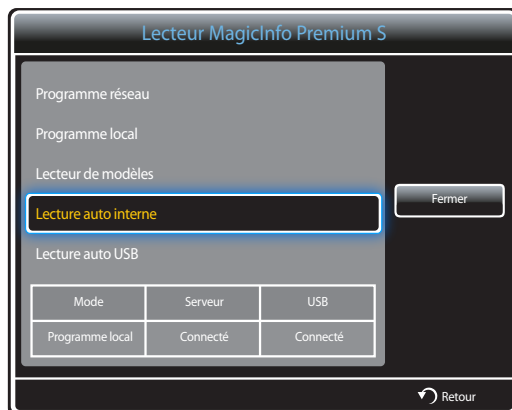 Lecteur MagicInfo Premium S
Programme réseau
Programme local
Lecteur de modèles
Lecture auto interne
Lecture auto USB
Fermer
Mode Serveur USB
Programme local Connecté Connecté
Retour